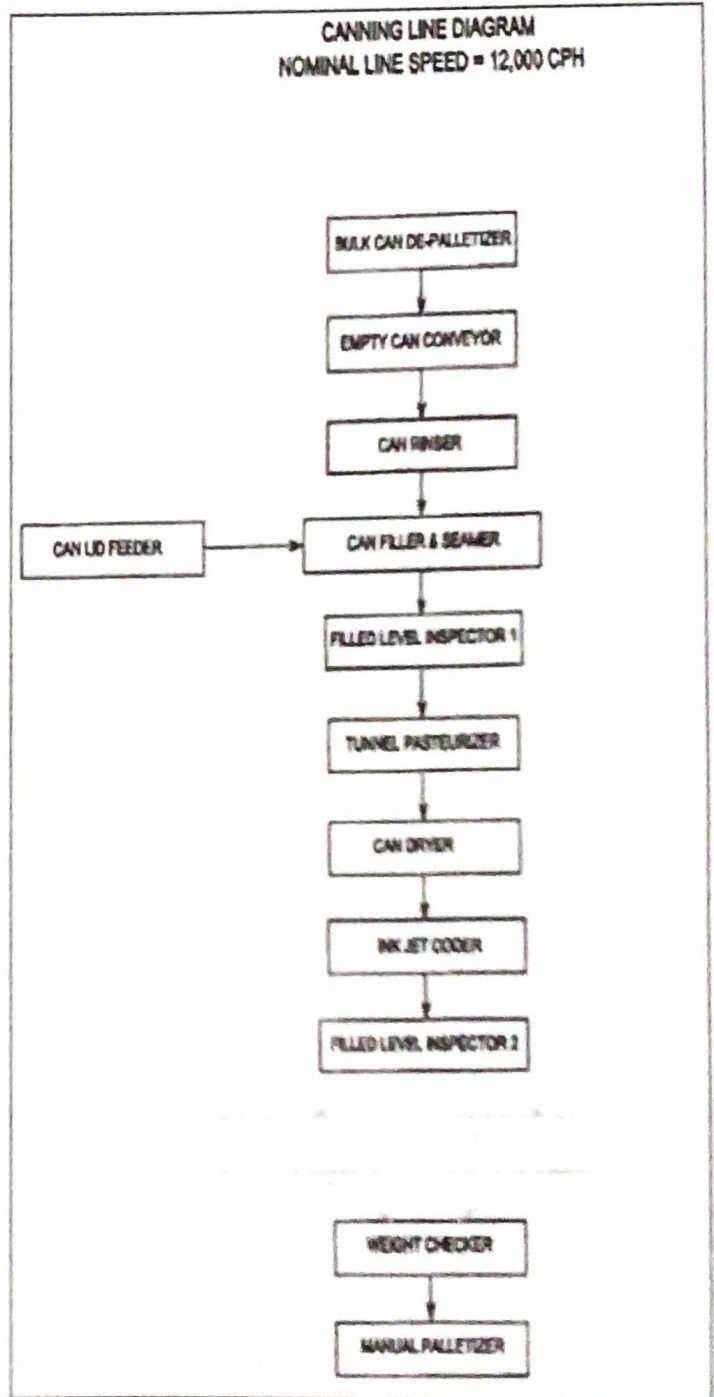 CANNING LINE DIAGRAM
NOMINAL LINE SPEED = 12,000 CPH
BULK CAN DE-PALLETIZER
EMPTY CAN CONVEYOR
CAN RINSER
CAN LID FEEDER
CAN FILLER & SEAMER
FILLED LEVEL INSPECTOR 1
TUNNEL PASTEURIZER
CAN DRYER
INK JET CODER
FILLED LEVEL INSPECTOR 2
WEIGHT CHECKER
MANUAL PALLETIZER